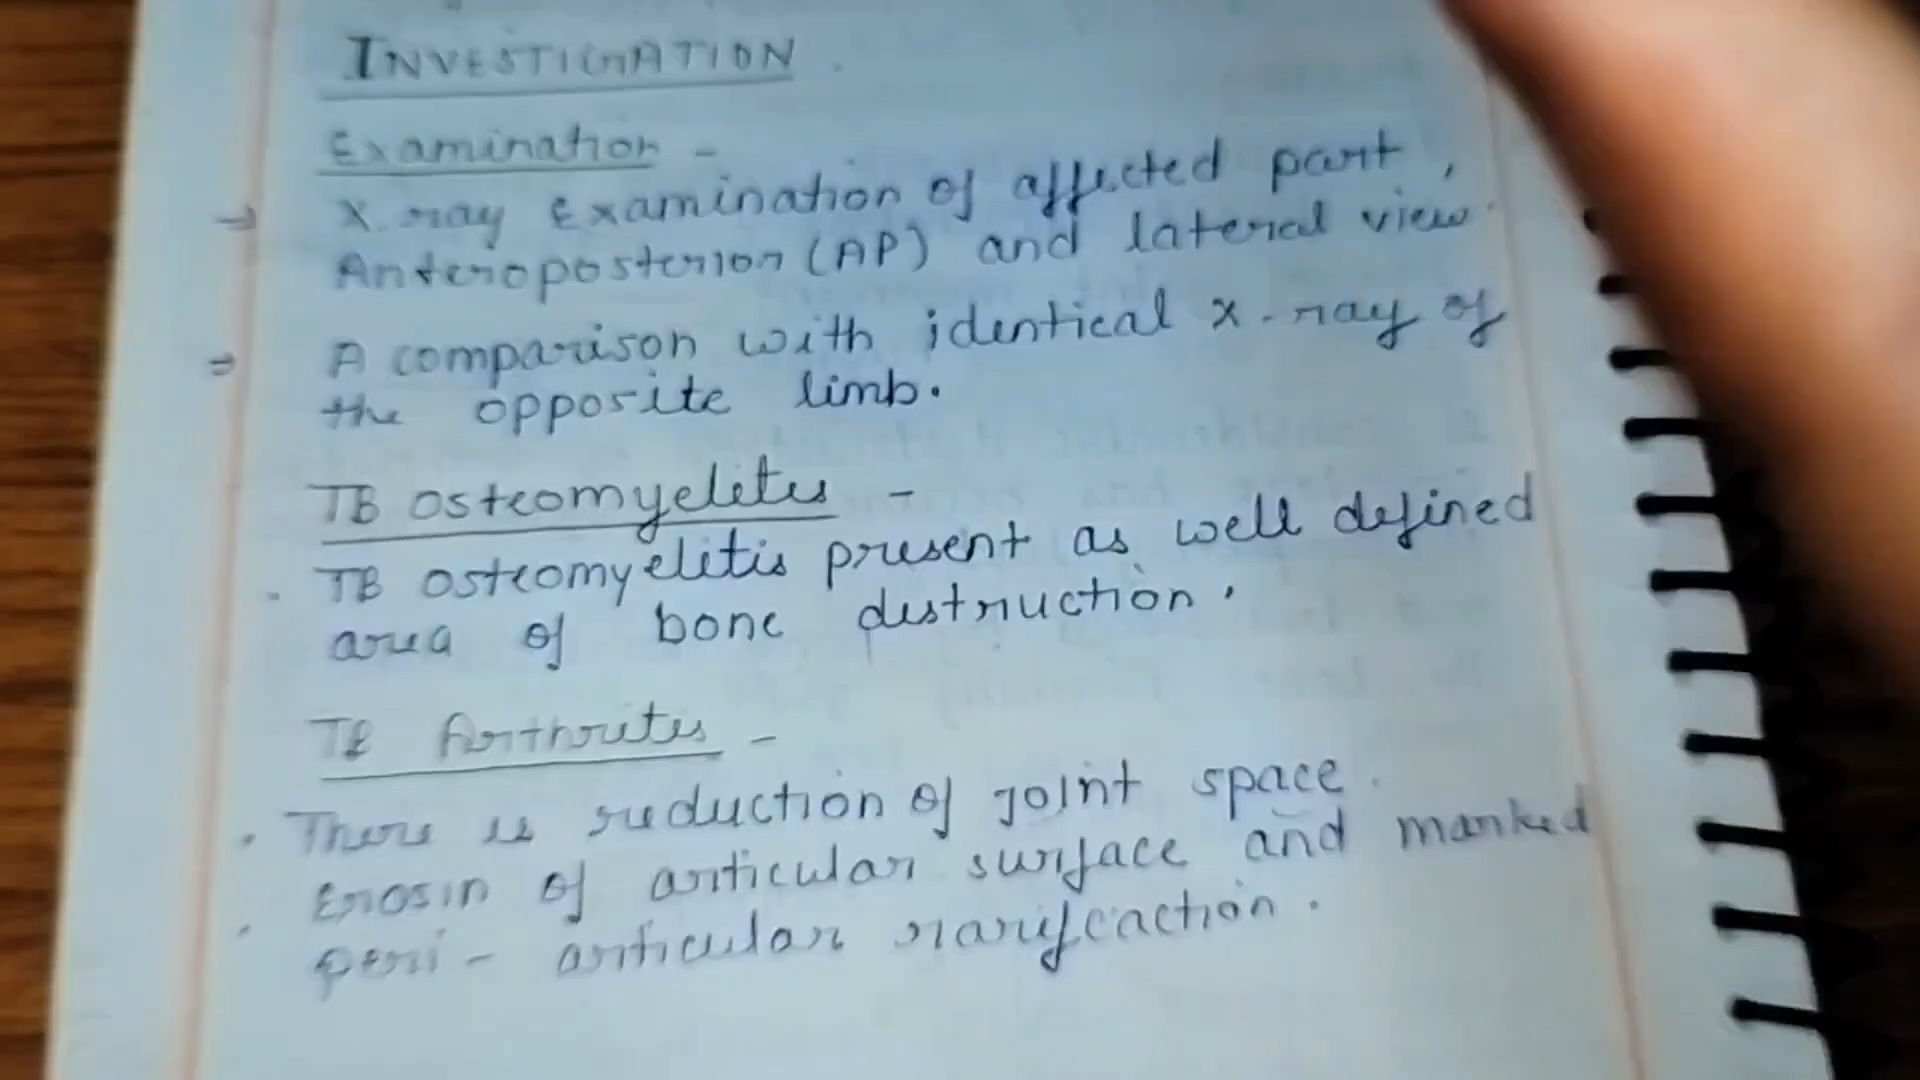 INVESTIGATION
Examination -
→ X-ray Examination of affected part,
Anteroposterior (AP) and lateral view
⇒ A comparison with identical x-ray of
the opposite limb.
TB osteomyelitis -
· TB osteomyelitis present as well defined
area of bone destruction.
TB Arthritis -
· There is reduction of joint space.
· Erosin of articular surface and marked
peri - articular rarifcaction.